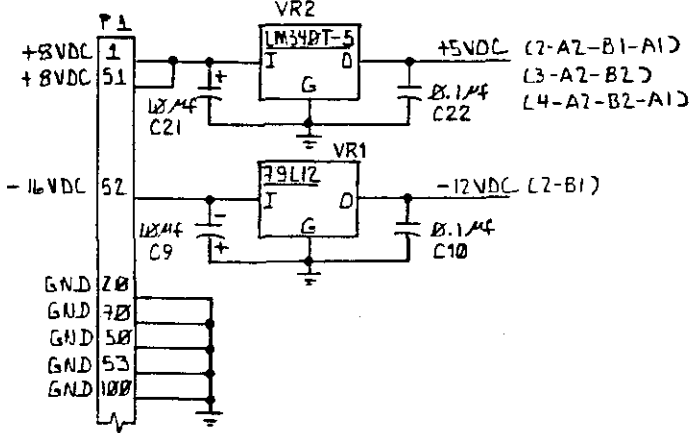 P1
VR2
+8VDC 1
+8VDC 51
LM340T-5
I O
G
+5VDC (2-A2-B1-A1)
(3-A2-B2)
(4-A2-B2-A1)
+
10µf
C21
0.1µf
C22
VR1
-16VDC 52
79L12
I O
G
-12VDC (2-B1)
-
10µf
C9
+
0.1µf
C10
GND 20
GND 70
GND 50
GND 53
GND 100